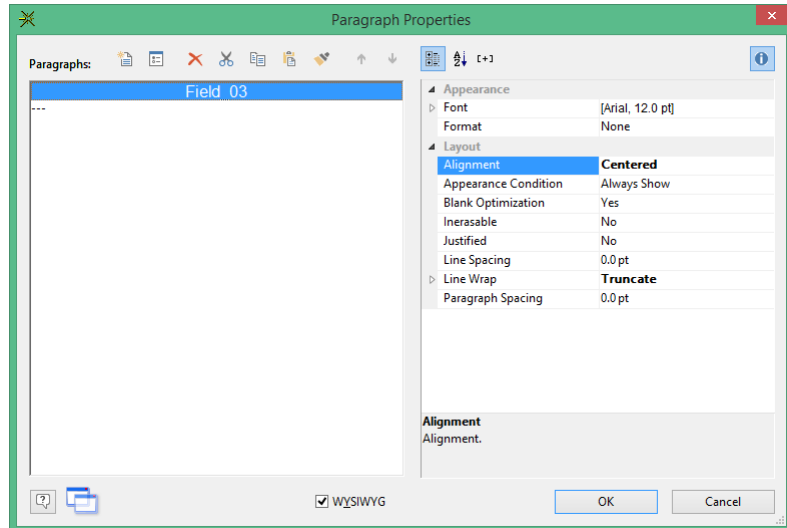 Paragraph Properties
Paragraphs:
Field_03
---
Appearance
Font [Arial, 12.0 pt]
Format None
Layout
Alignment Centered
Appearance Condition Always Show
Blank Optimization Yes
Inerasable No
Justified No
Line Spacing 0.0 pt
Line Wrap Truncate
Paragraph Spacing 0.0 pt
Alignment
Alignment.
WYSIWYG
OK Cancel